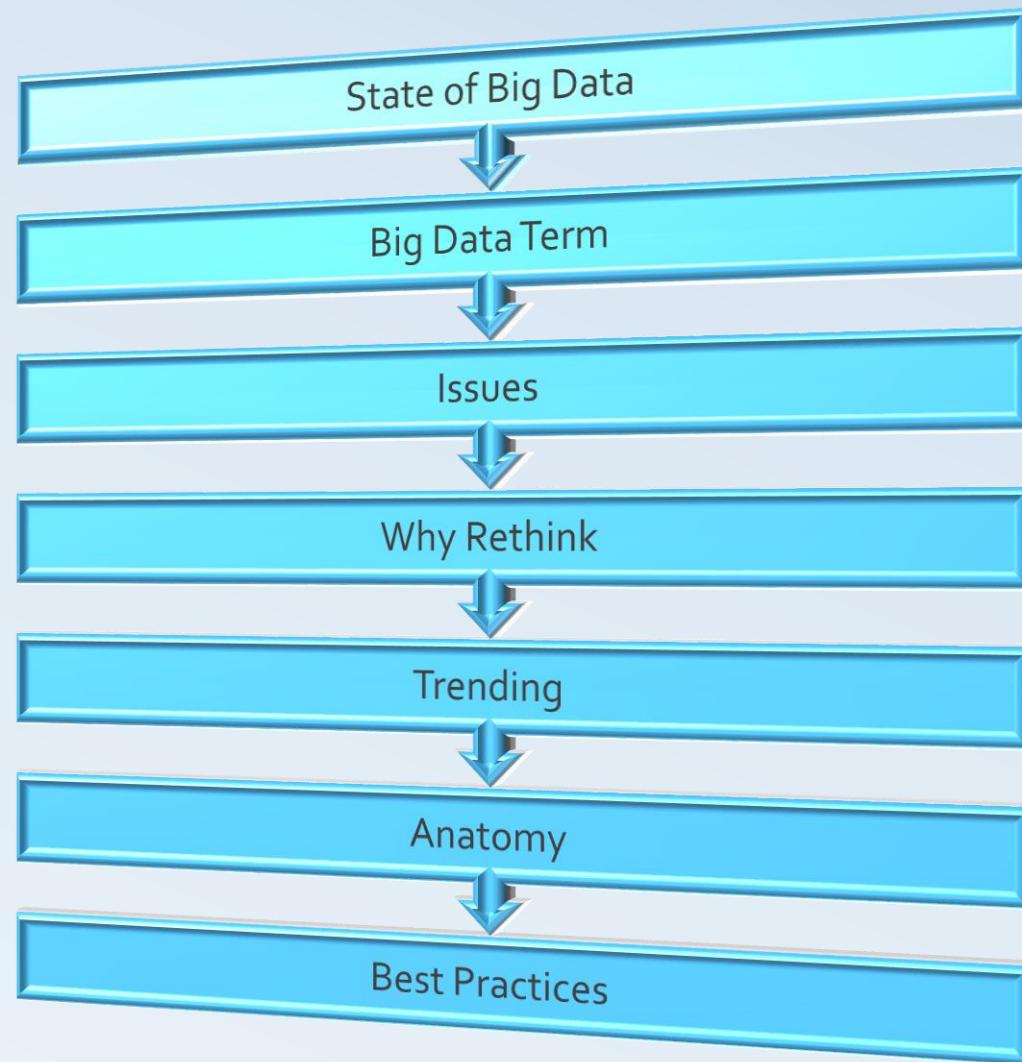 State of Big Data
Big Data Term
Issues
Why Rethink
Trending
Anatomy
Best Practices